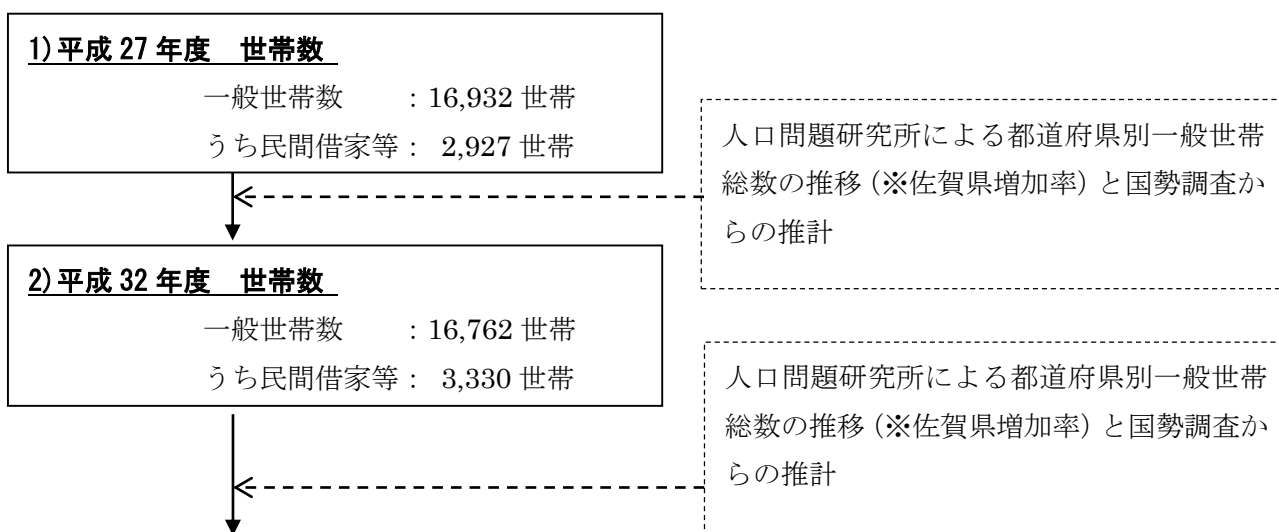 1)平成 27 年度　世帯数
一般世帯数　　: 16,932 世帯
うち民間借家等 :　2,927 世帯
人口問題研究所による都道府県別一般世帯
総数の推移（※佐賀県増加率）と国勢調査か
らの推計
2)平成 32 年度　世帯数
一般世帯数　　: 16,762 世帯
うち民間借家等 :　3,330 世帯
人口問題研究所による都道府県別一般世帯
総数の推移（※佐賀県増加率）と国勢調査か
らの推計